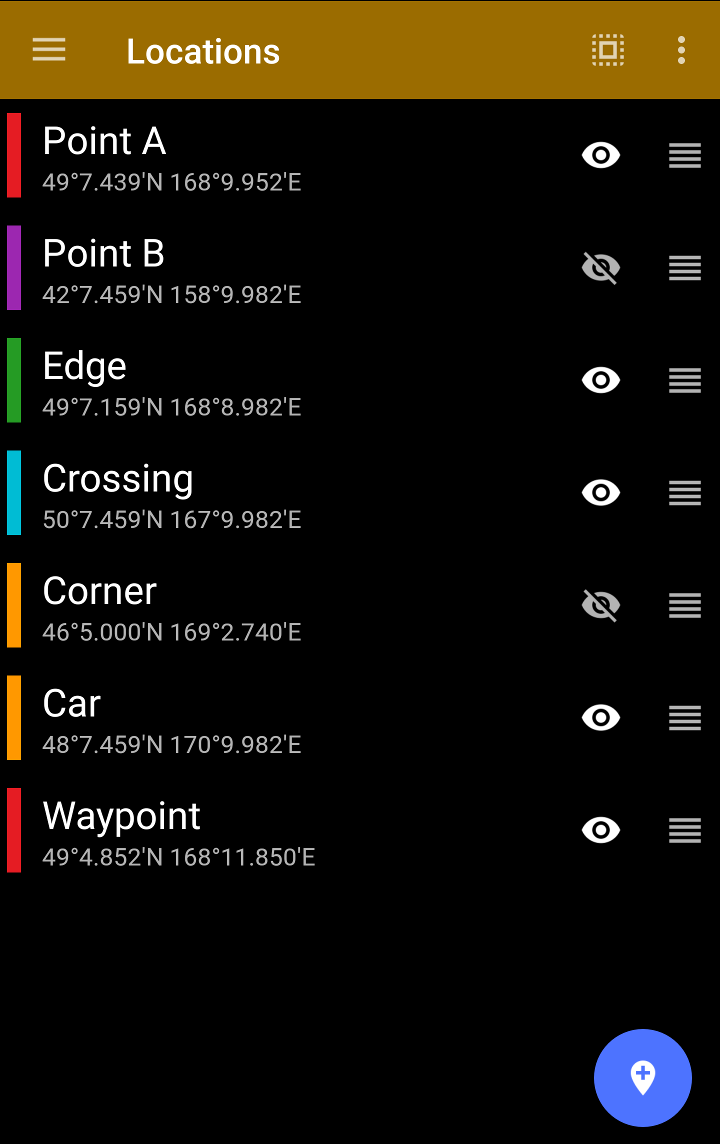 Locations
Point A
49°7.439'N 168°9.952'E
Point B
42°7.459'N 158°9.982'E
Edge
49°7.159'N 168°8.982'E
Crossing
50°7.459'N 167°9.982'E
Corner
46°5.000'N 169°2.740'E
Car
48°7.459'N 170°9.982'E
Waypoint
49°4.852'N 168°11.850'E